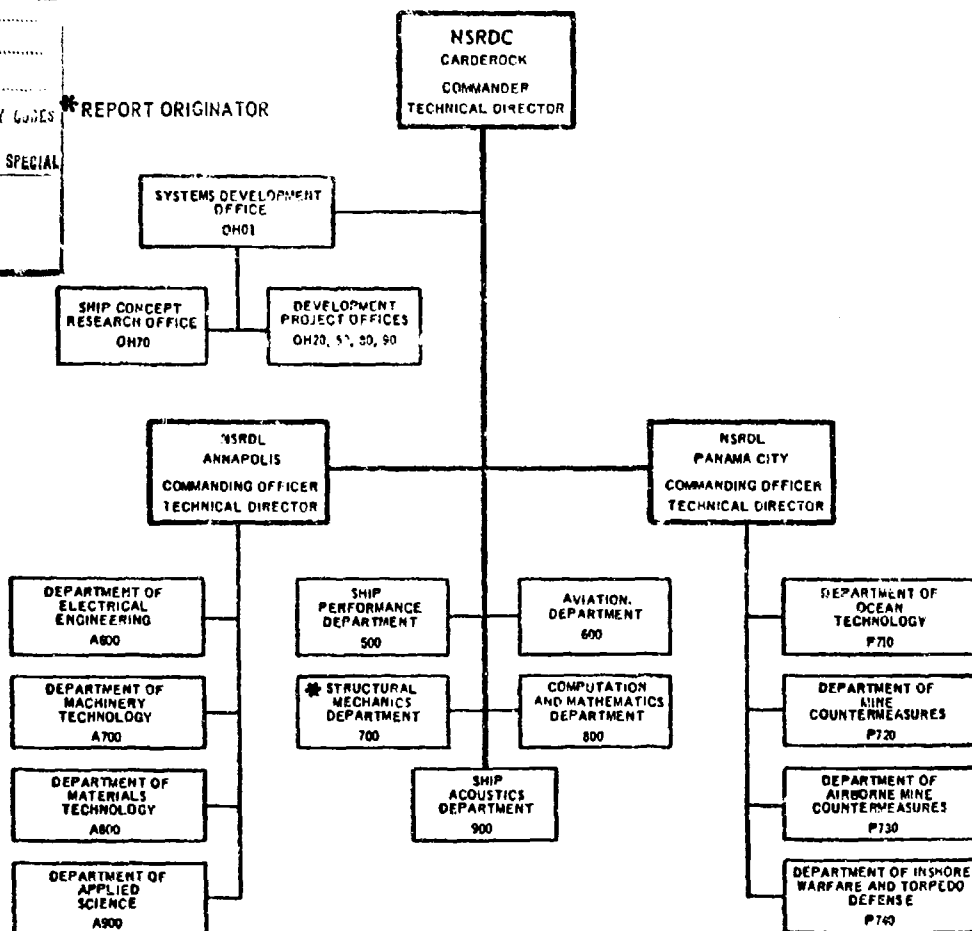 * REPORT ORIGINATOR
SPECIAL
NSRDC
CARDEROCK
COMMANDER
TECHNICAL DIRECTOR
SYSTEMS DEVELOPMENT
OFFICE
OH01
SHIP CONCEPT
RESEARCH OFFICE
OH70
DEVELOPMENT
PROJECT OFFICES
OH20, 80, 90
NSRDL
ANNAPOLIS
COMMANDING OFFICER
TECHNICAL DIRECTOR
NSRDL
PANAMA CITY
COMMANDING OFFICER
TECHNICAL DIRECTOR
DEPARTMENT OF
ELECTRICAL
ENGINEERING
A600
DEPARTMENT OF
MACHINERY
TECHNOLOGY
A700
DEPARTMENT OF
MATERIALS
TECHNOLOGY
A800
DEPARTMENT OF
APPLIED
SCIENCE
A900
SHIP
PERFORMANCE
DEPARTMENT
500
AVIATION
DEPARTMENT
600
* STRUCTURAL
MECHANICS
DEPARTMENT
700
COMPUTATION
AND MATHEMATICS
DEPARTMENT
800
SHIP
ACOUSTICS
DEPARTMENT
900
DEPARTMENT OF
OCEAN
TECHNOLOGY
P710
DEPARTMENT OF
MINE
COUNTERMEASURES
P720
DEPARTMENT OF
AIRBORNE MINE
COUNTERMEASURES
P730
DEPARTMENT OF INSHORE
WARFARE AND TORPEDO
DEFENSE
P740